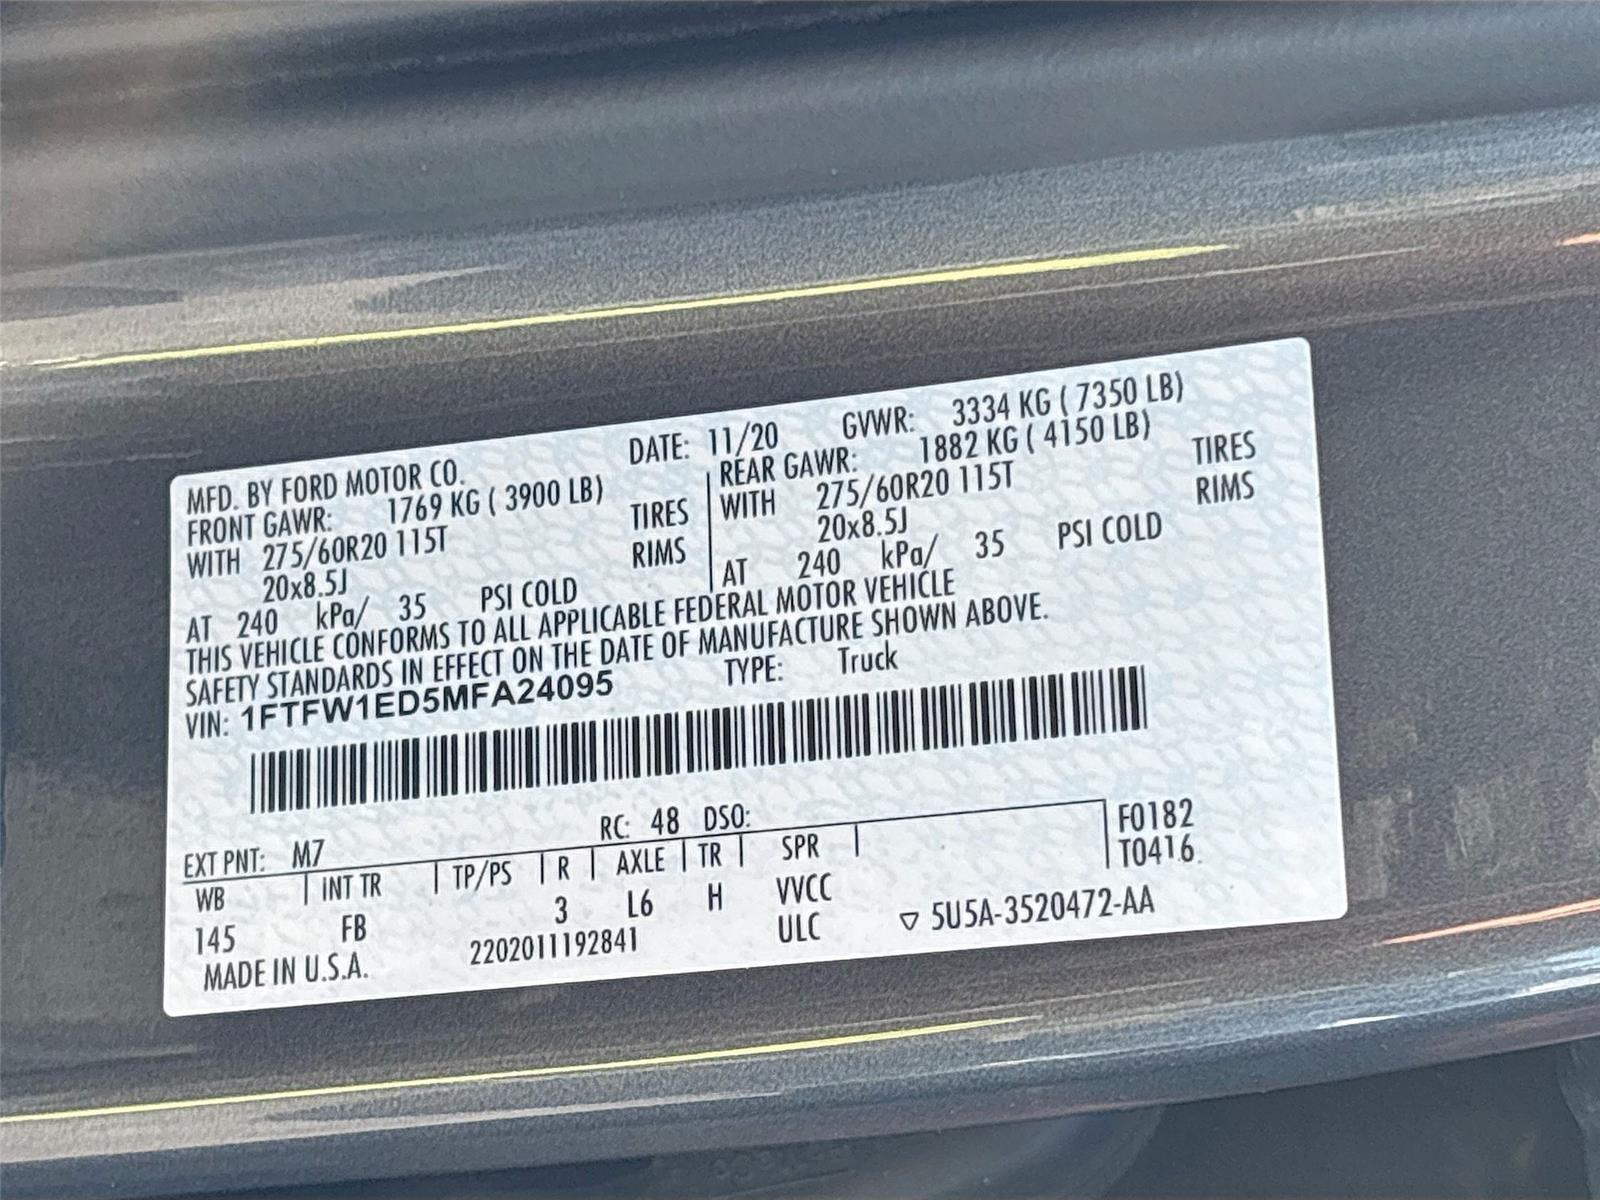 MFD. BY FORD MOTOR CO.
DATE: 11/20 GVWR: 3334 KG ( 7350 LB)
FRONT GAWR: 1769 KG ( 3900 LB)
REAR GAWR: 1882 KG ( 4150 LB)
WITH 275/60R20 115T TIRES
WITH 275/60R20 115T TIRES
20x8.5J RIMS
20x8.5J RIMS
AT 240 kPa/ 35 PSI COLD
AT 240 kPa/ 35 PSI COLD
THIS VEHICLE CONFORMS TO ALL APPLICABLE FEDERAL MOTOR VEHICLE
SAFETY STANDARDS IN EFFECT ON THE DATE OF MANUFACTURE SHOWN ABOVE.
VIN: 1FTFW1ED5MFA24095 TYPE: Truck
EXT PNT: M7 RC: 48 DSO:
F0182
WB INT TR TP/PS R AXLE TR SPR
T0416
145 FB 3 L6 H VVCC
ULC
MADE IN U.S.A. 2202011192841
▽ 5U5A-3520472-AA